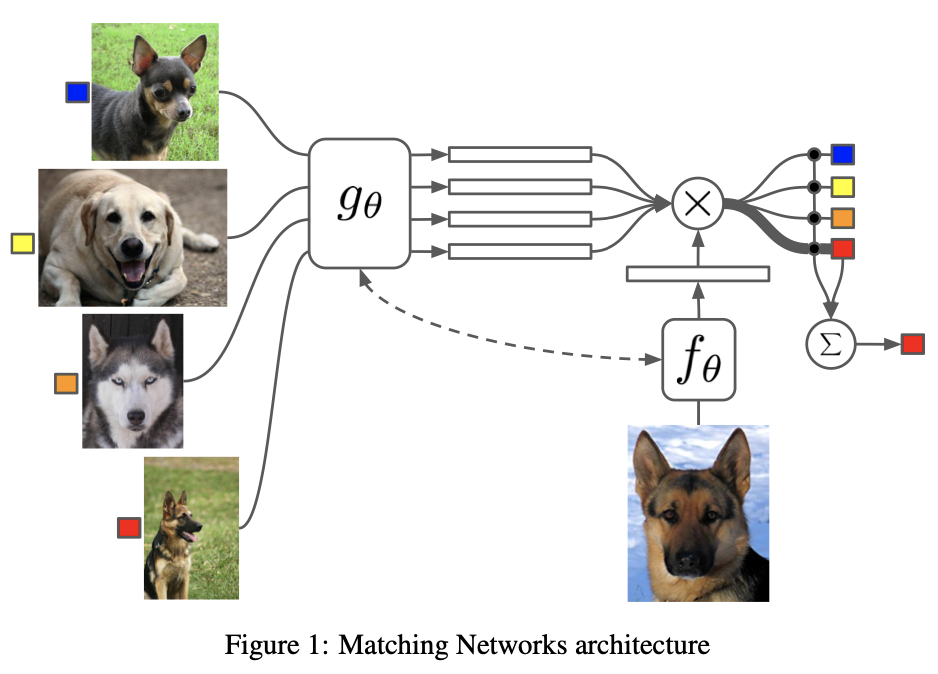 gθ
×
fθ
Σ
Figure 1: Matching Networks architecture